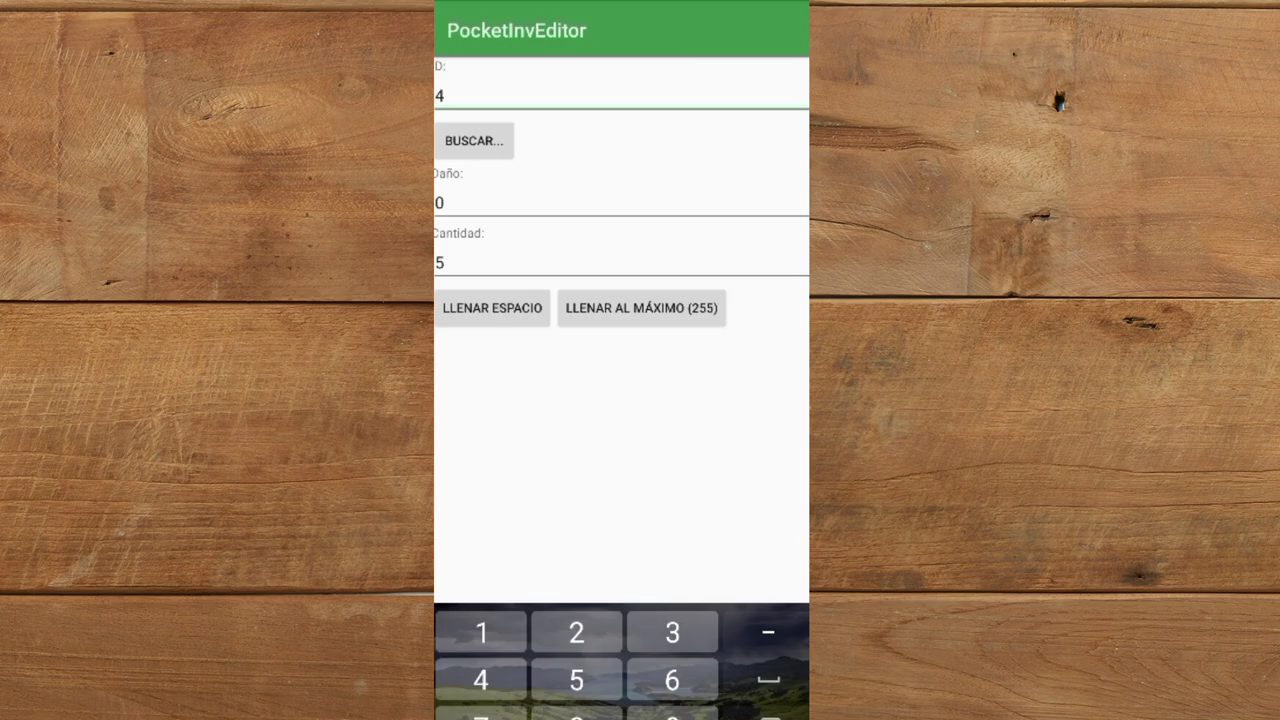 PocketInvEditor
D:
4
BUSCAR...
Daño:
0
Cantidad:
5
LLENAR ESPACIO LLENAR AL MÁXIMO (255)
1 2 3 -
4 5 6